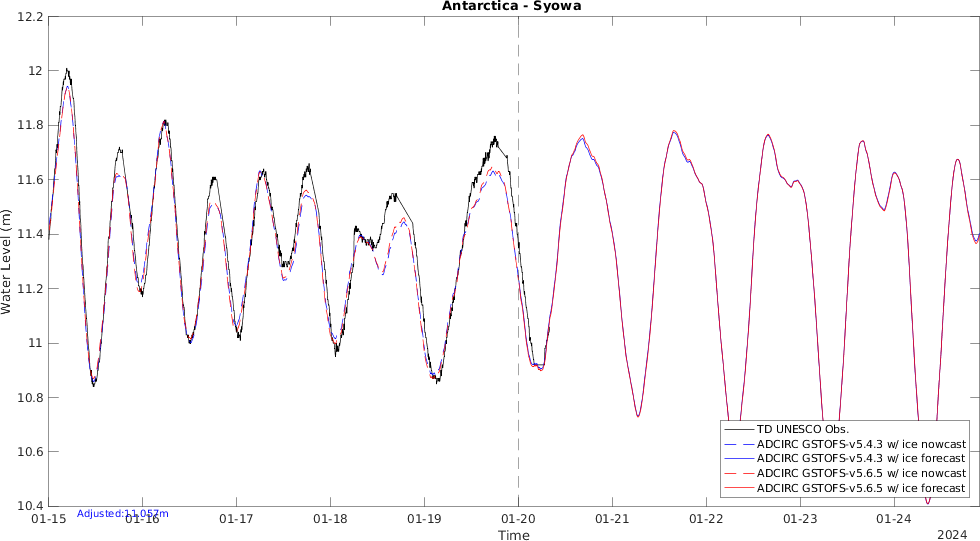 Antarctica - Syowa
12.2
12
11.8
11.6
11.4
11.2
11
10.8
10.6
10.4
Water Level (m)
TD UNESCO Obs.
ADCIRC GSTOFS-v5.4.3 w/ ice nowcast
ADCIRC GSTOFS-v5.4.3 w/ ice forecast
ADCIRC GSTOFS-v5.6.5 w/ ice nowcast
ADCIRC GSTOFS-v5.6.5 w/ ice forecast
Adjusted:11.057m
01-15 01-16 01-17 01-18 01-19 01-20 01-21 01-22 01-23 01-24
Time
2024